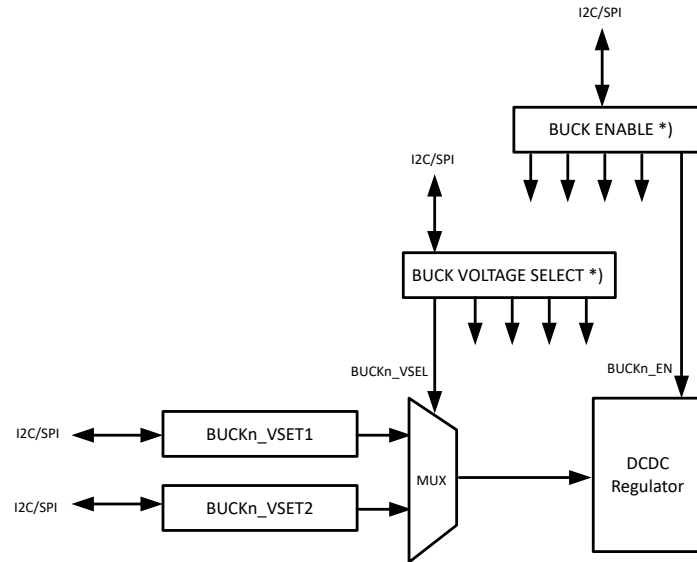 I2C/SPI
BUCK ENABLE *)
I2C/SPI
BUCK VOLTAGE SELECT *)
BUCKn_VSEL
BUCKn_EN
I2C/SPI
BUCKn_VSET1
MUX
DCDC
Regulator
I2C/SPI
BUCKn_VSET2